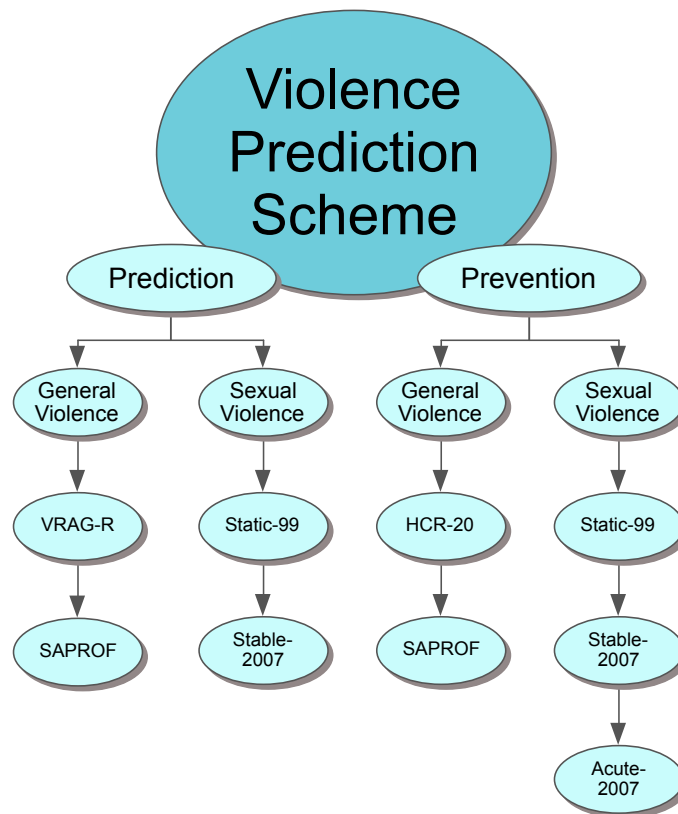 Violence
Prediction
Scheme
Prediction
Prevention
General
Violence
Sexual
Violence
General
Violence
Sexual
Violence
VRAG-R
Static-99
HCR-20
Static-99
SAPROF
Stable-
2007
SAPROF
Stable-
2007
Acute-
2007